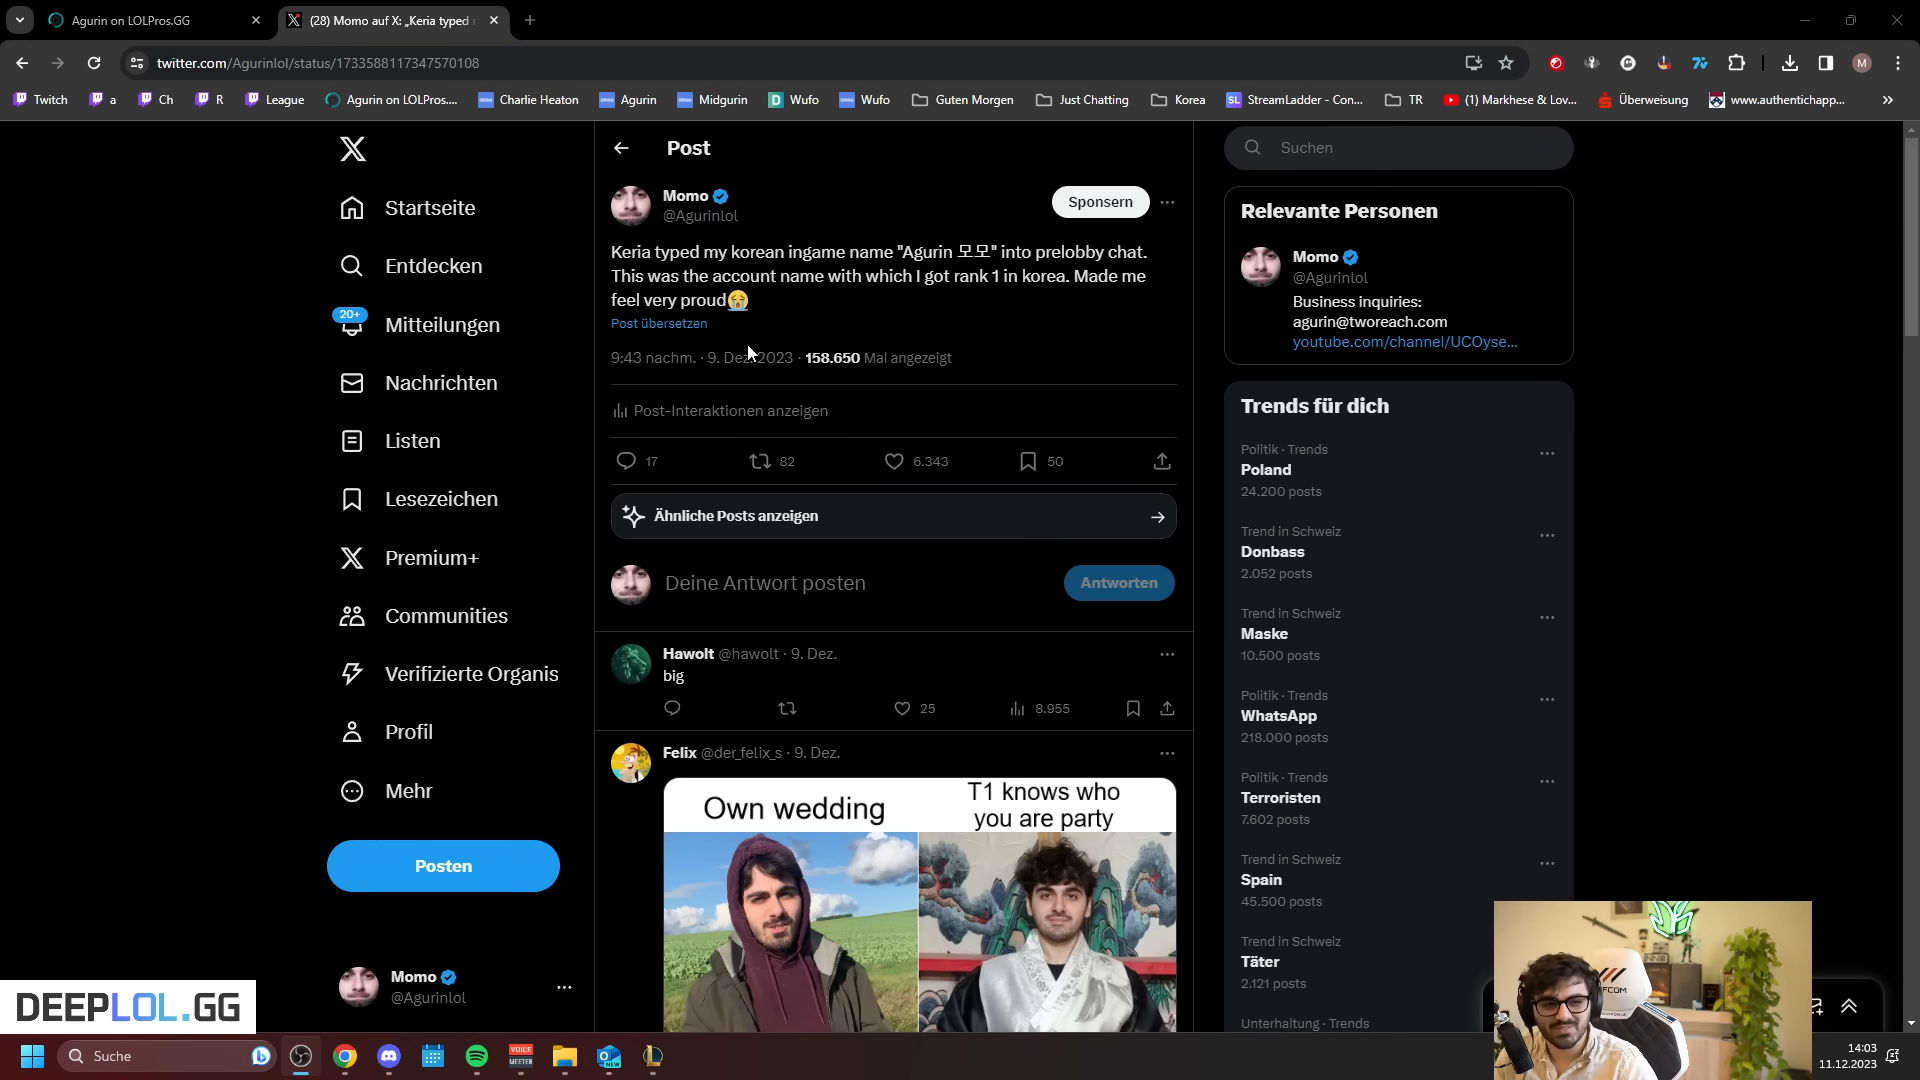 Agurin on LOLPros.GG
(28) Momo auf X: „Keria typed
twitter.com/Agurinlol/status/1733588117347570108
M
Twitch
a
Ch
R
League
Agurin on LOLPros....
Charlie Heaton
Agurin
Midgurin
Wufo
Wufo
Guten Morgen
Just Chatting
Korea
StreamLadder - Con...
TR
(1) Markhese & Lov...
Überweisung
www.authentichapp...
Startseite
Entdecken
20+
Mitteilungen
Nachrichten
Listen
Lesezeichen
Premium+
Communities
Verifizierte Organis
Profil
Mehr
Posten
Momo
@Agurinlol
Post
Momo
@Agurinlol
Sponsern
Keria typed my korean ingame name "Agurin 모모" into prelobby chat.
This was the account name with which I got rank 1 in korea. Made me
feel very proud😭
Post übersetzen
9:43 nachm. · 9. Dez. 2023 · 158.650 Mal angezeigt
Post-Interaktionen anzeigen
17
82
6.343
50
Ähnliche Posts anzeigen
Deine Antwort posten
Antworten
Hawolt @hawolt · 9. Dez.
big
25
8.955
Felix @der_felix_s · 9. Dez.
Own wedding
T1 knows who
you are party
Suchen
Relevante Personen
Momo
@Agurinlol
Business inquiries:
agurin@tworeach.com
youtube.com/channel/UCOyse...
Trends für dich
Politik · Trends
Poland
24.200 posts
Trend in Schweiz
Donbass
2.052 posts
Trend in Schweiz
Maske
10.500 posts
Politik · Trends
WhatsApp
218.000 posts
Politik · Trends
Terroristen
7.602 posts
Trend in Schweiz
Spain
45.500 posts
Trend in Schweiz
Täter
2.121 posts
Unterhaltung · Trends
DEEPLOL.GG
Suche
VOICE
MEETER
NEW
14:03
11.12.2023